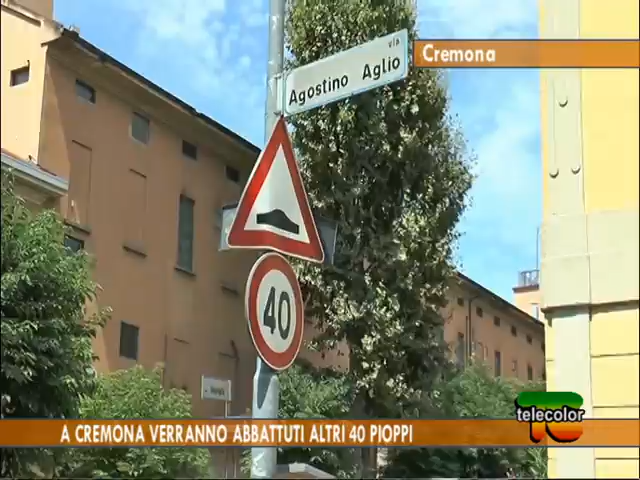 via
Agostino Aglio
Cremona
40
A CREMONA VERRANNO ABBATTUTI ALTRI 40 PIOPPI
telecolor